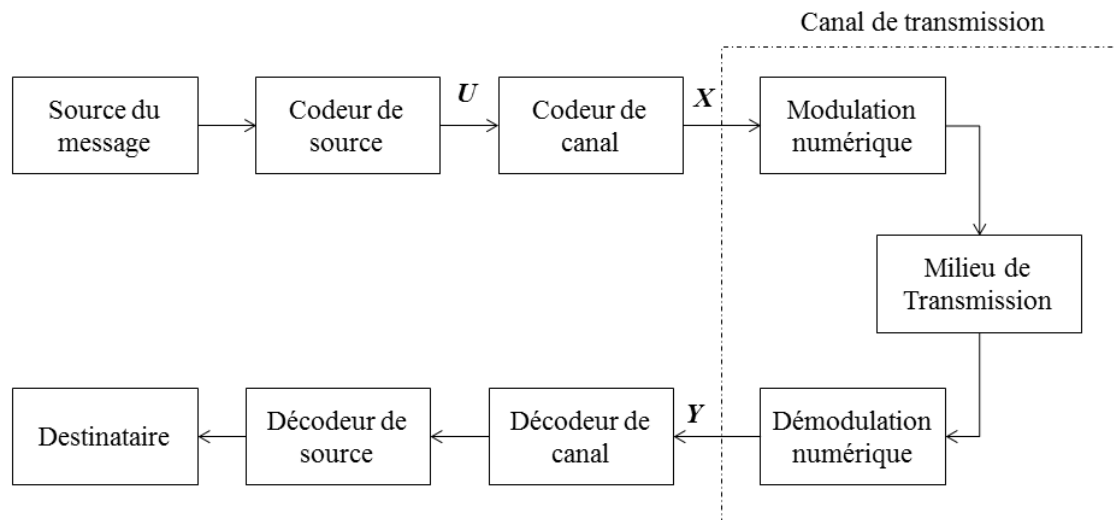 Canal de transmission
Source du
message
Codeur de
source
U
Codeur de
canal
X
Modulation
numérique
Milieu de
Transmission
Démodulation
numérique
Y
Décodeur de
canal
Décodeur de
source
Destinataire